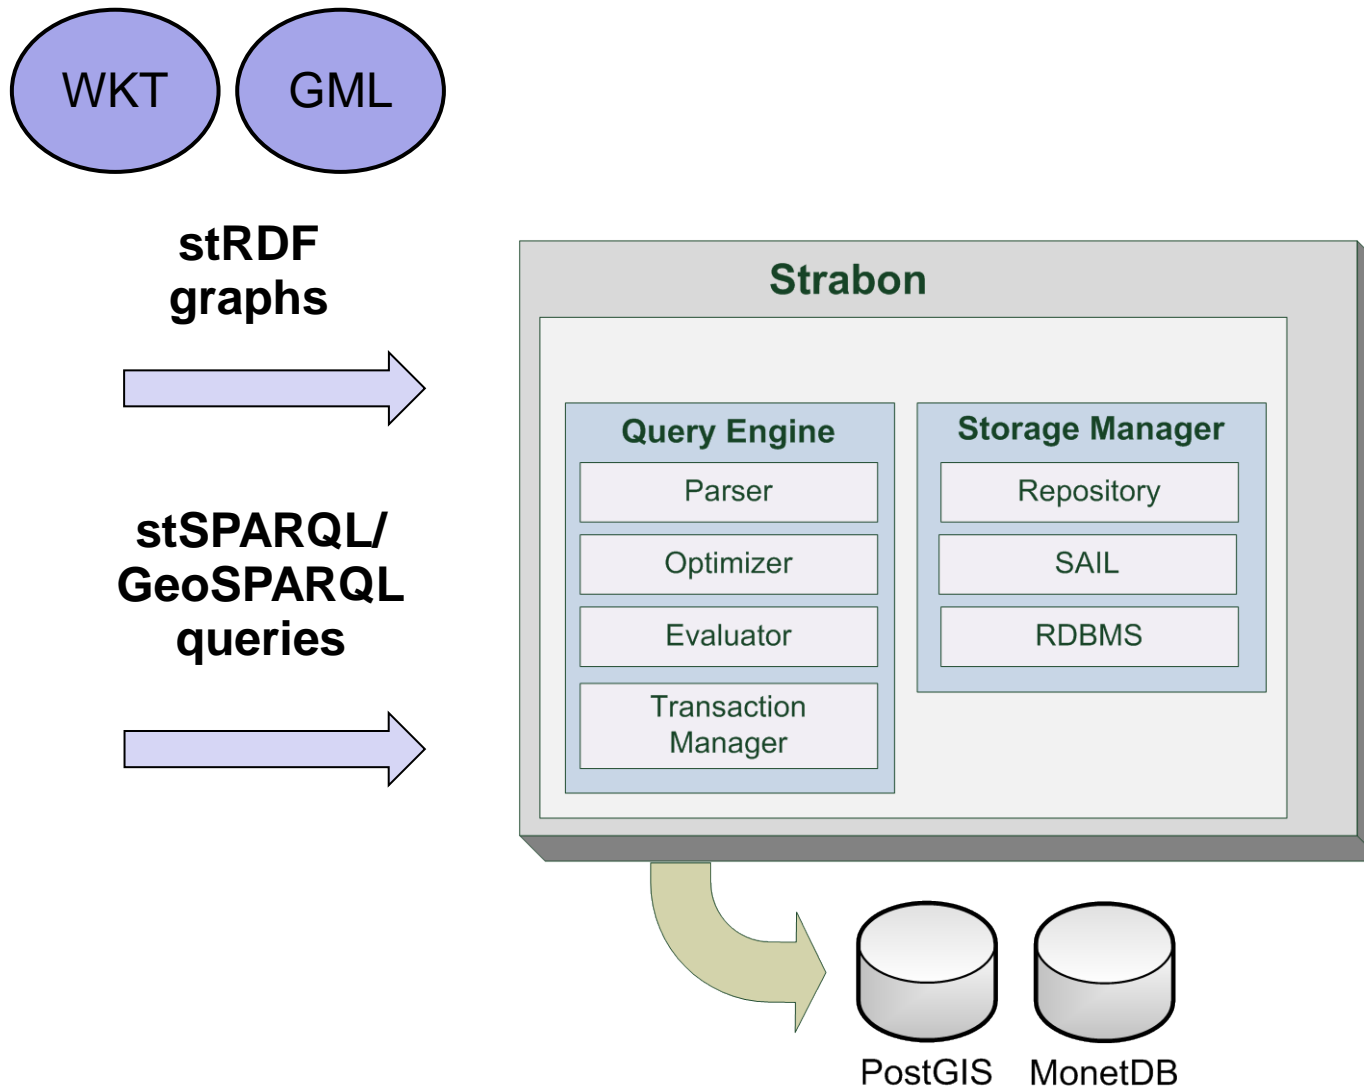 WKT
GML
stRDF
graphs
stSPARQL/
GeoSPARQL
queries
Strabon
Query Engine
Parser
Optimizer
Evaluator
Transaction
Manager
Storage Manager
Repository
SAIL
RDBMS
PostGIS
MonetDB